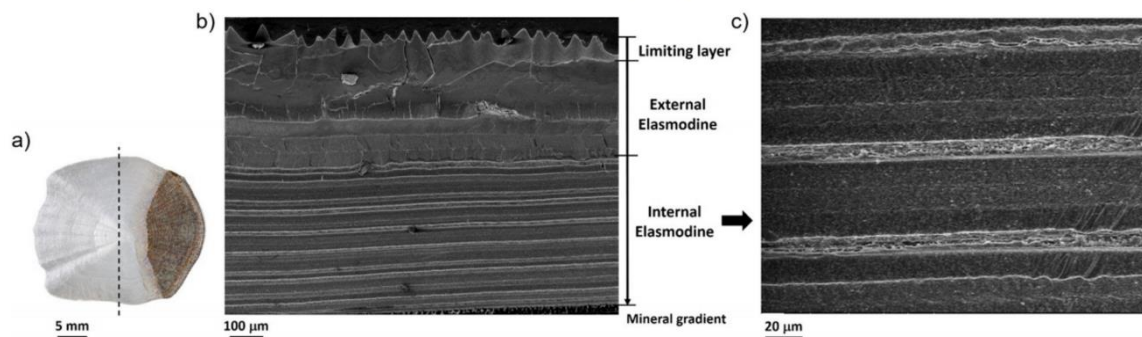 a)
5 mm
b)
100 μm
Limiting layer
External
Elasmodine
Internal
Elasmodine
Mineral gradient
c)
20 μm